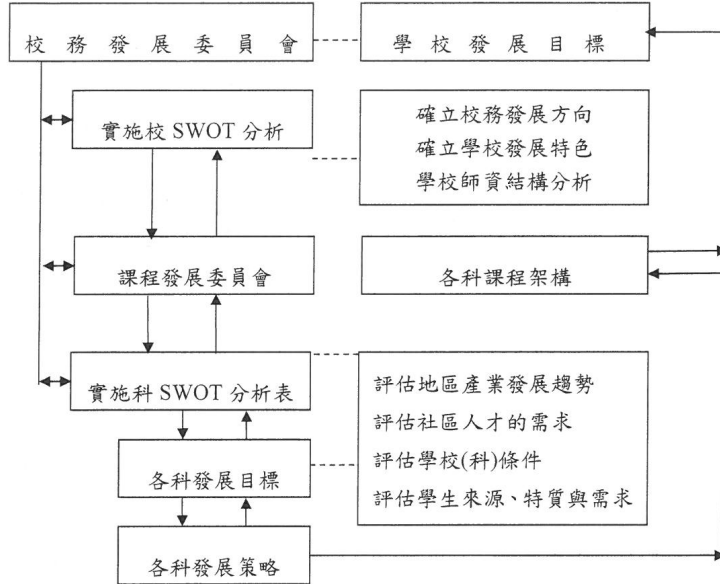 校務發展委員會
學校發展目標
實施校 SWOT 分析
確立校務發展方向
確立學校發展特色
學校師資結構分析
課程發展委員會
各科課程架構
實施科 SWOT 分析表
評估地區產業發展趨勢
評估社區人才的需求
評估學校(科)條件
評估學生來源、特質與需求
各科發展目標
各科發展策略